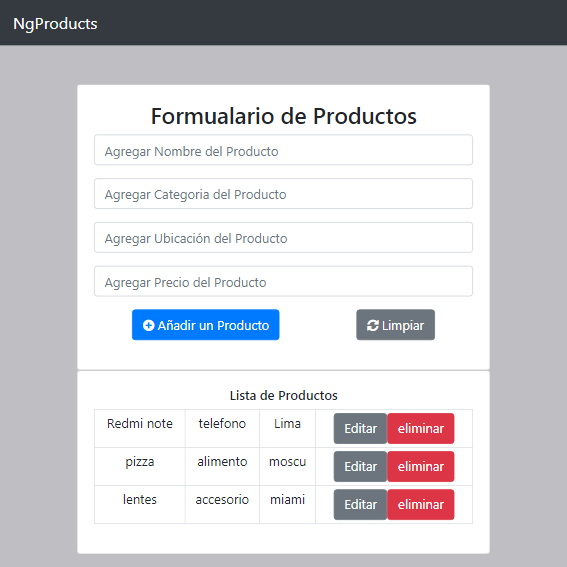 NgProducts
Formualario de Productos
Agregar Nombre del Producto
Agregar Categoria del Producto
Agregar Ubicación del Producto
Agregar Precio del Producto
Añadir un Producto Limpiar
Lista de Productos
Redmi note telefono Lima Editar eliminar
pizza alimento moscu Editar eliminar
lentes accesorio miami Editar eliminar